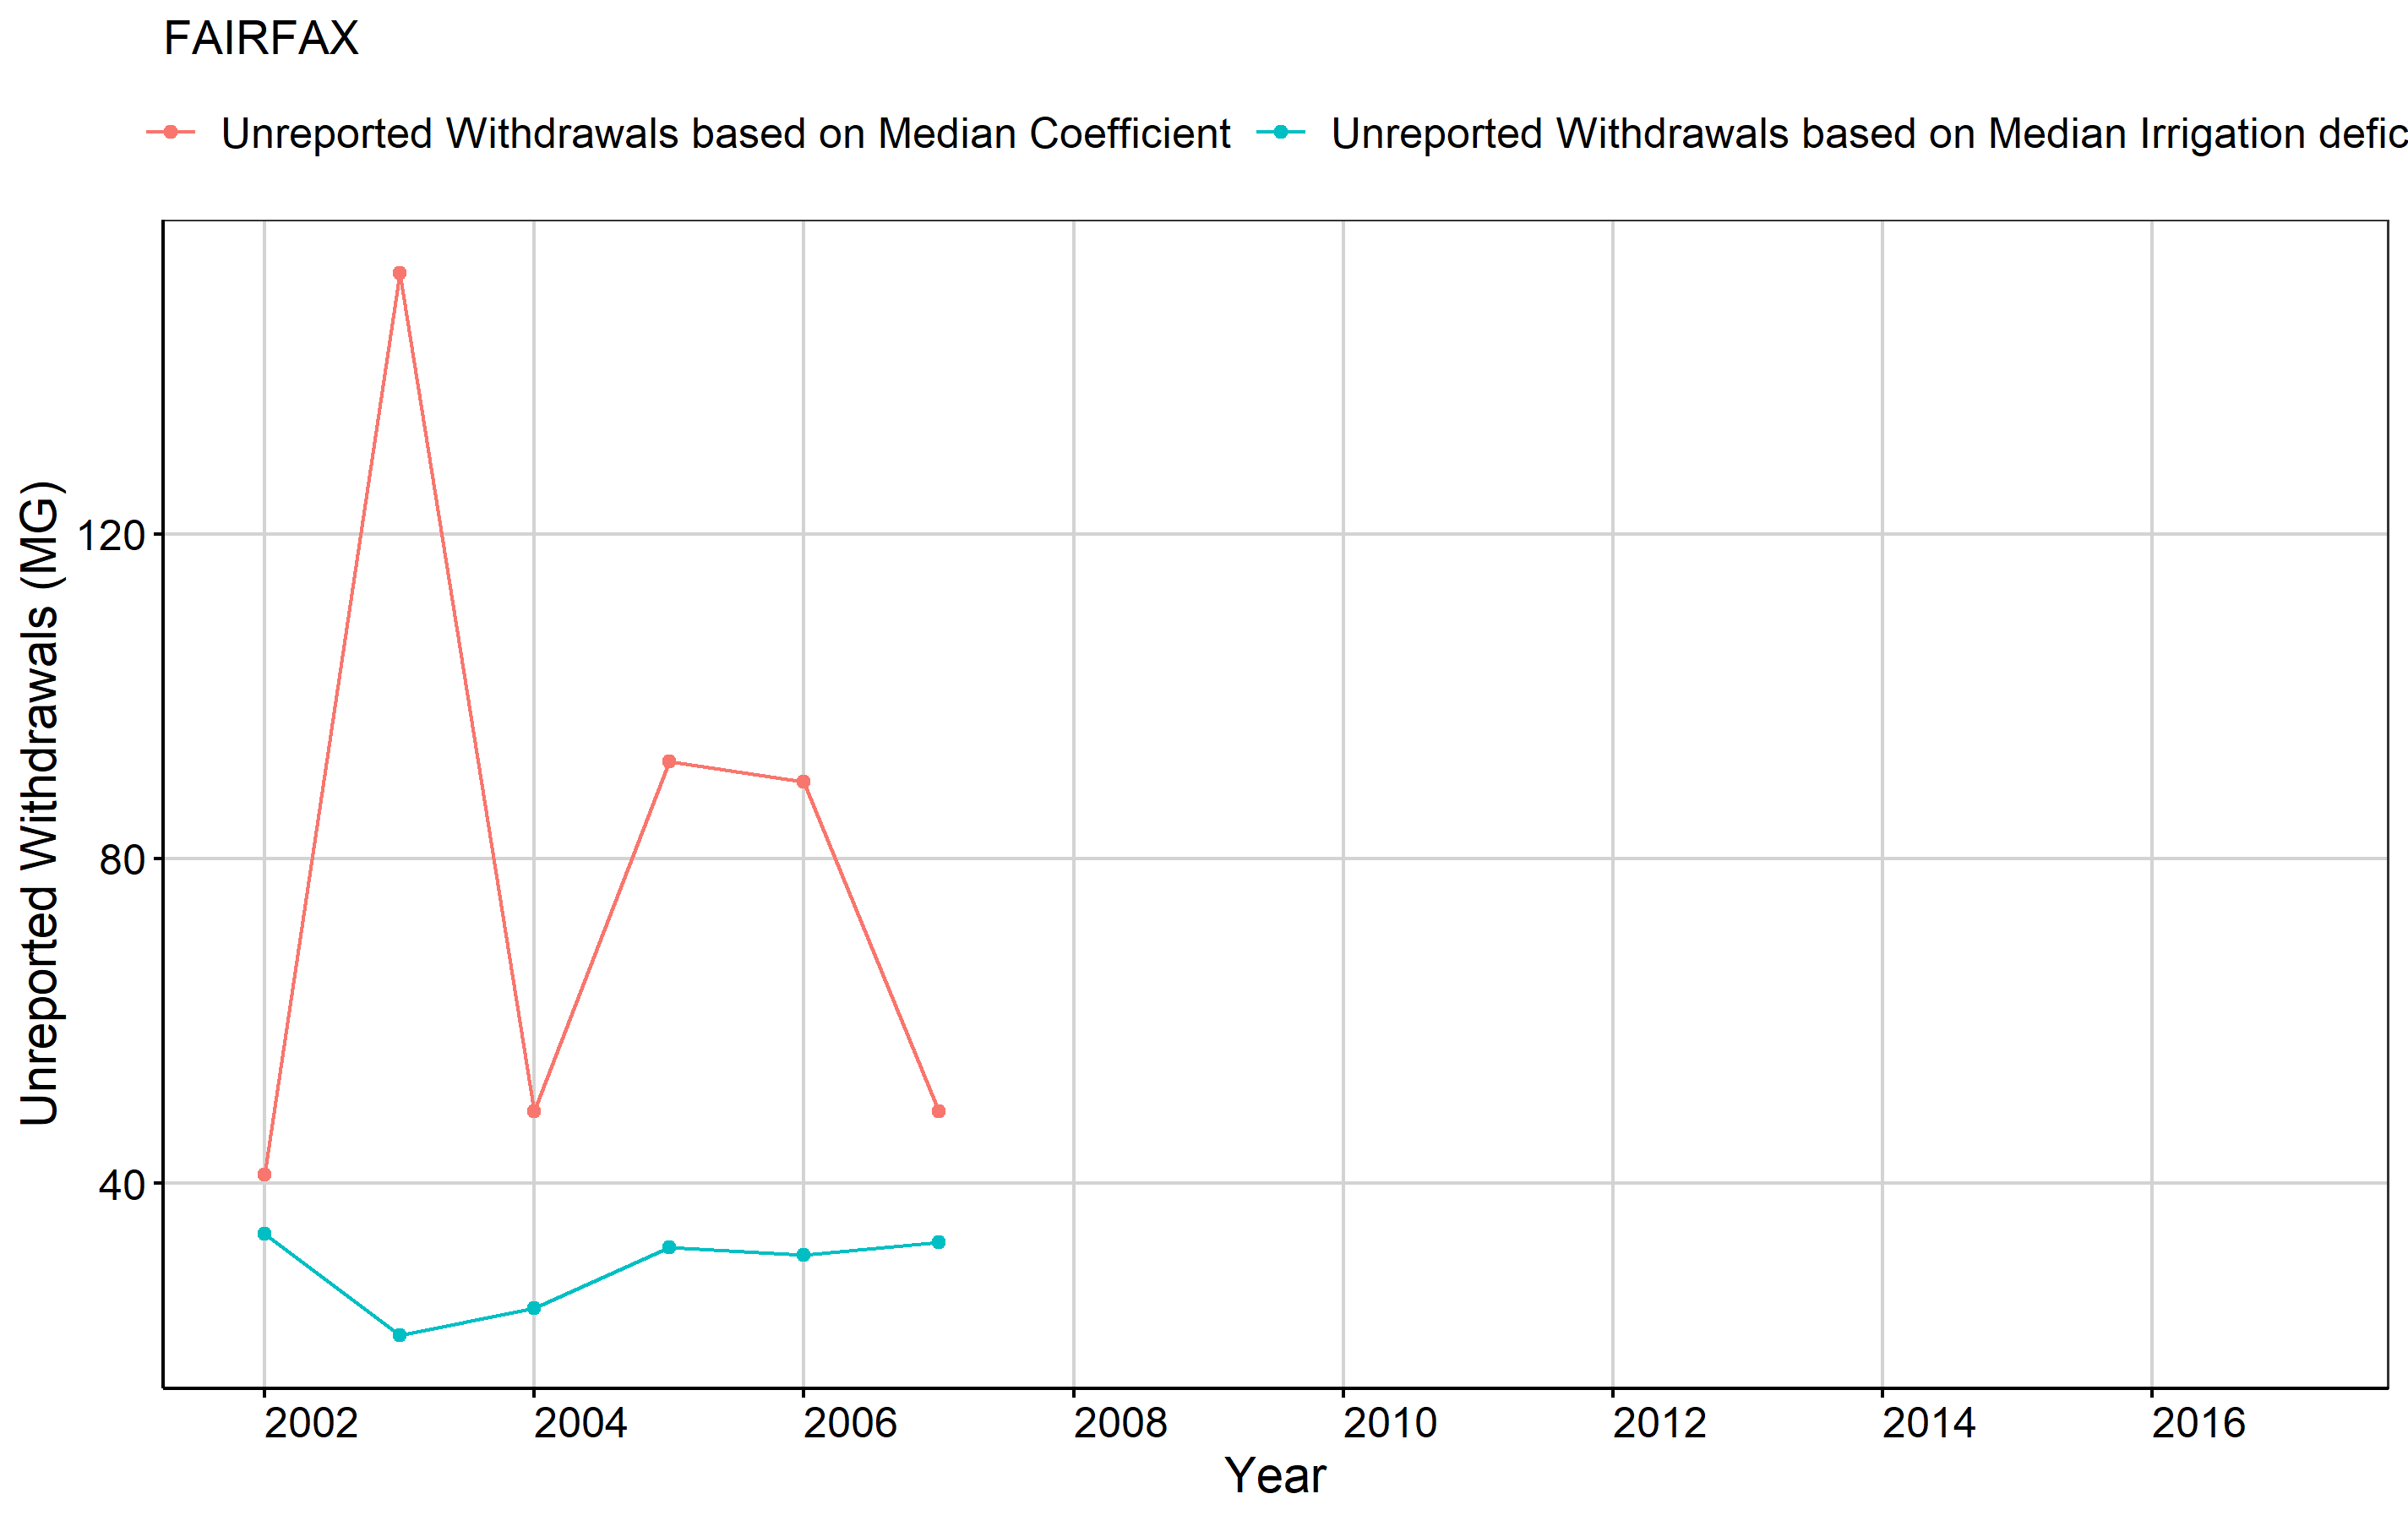 FAIRFAX
Unreported Withdrawals based on Median Coefficient Unreported Withdrawals based on Median Irrigation defic
Unreported Withdrawals (MG)
120
80
40
2002 2004 2006 2008 2010 2012 2014 2016
Year